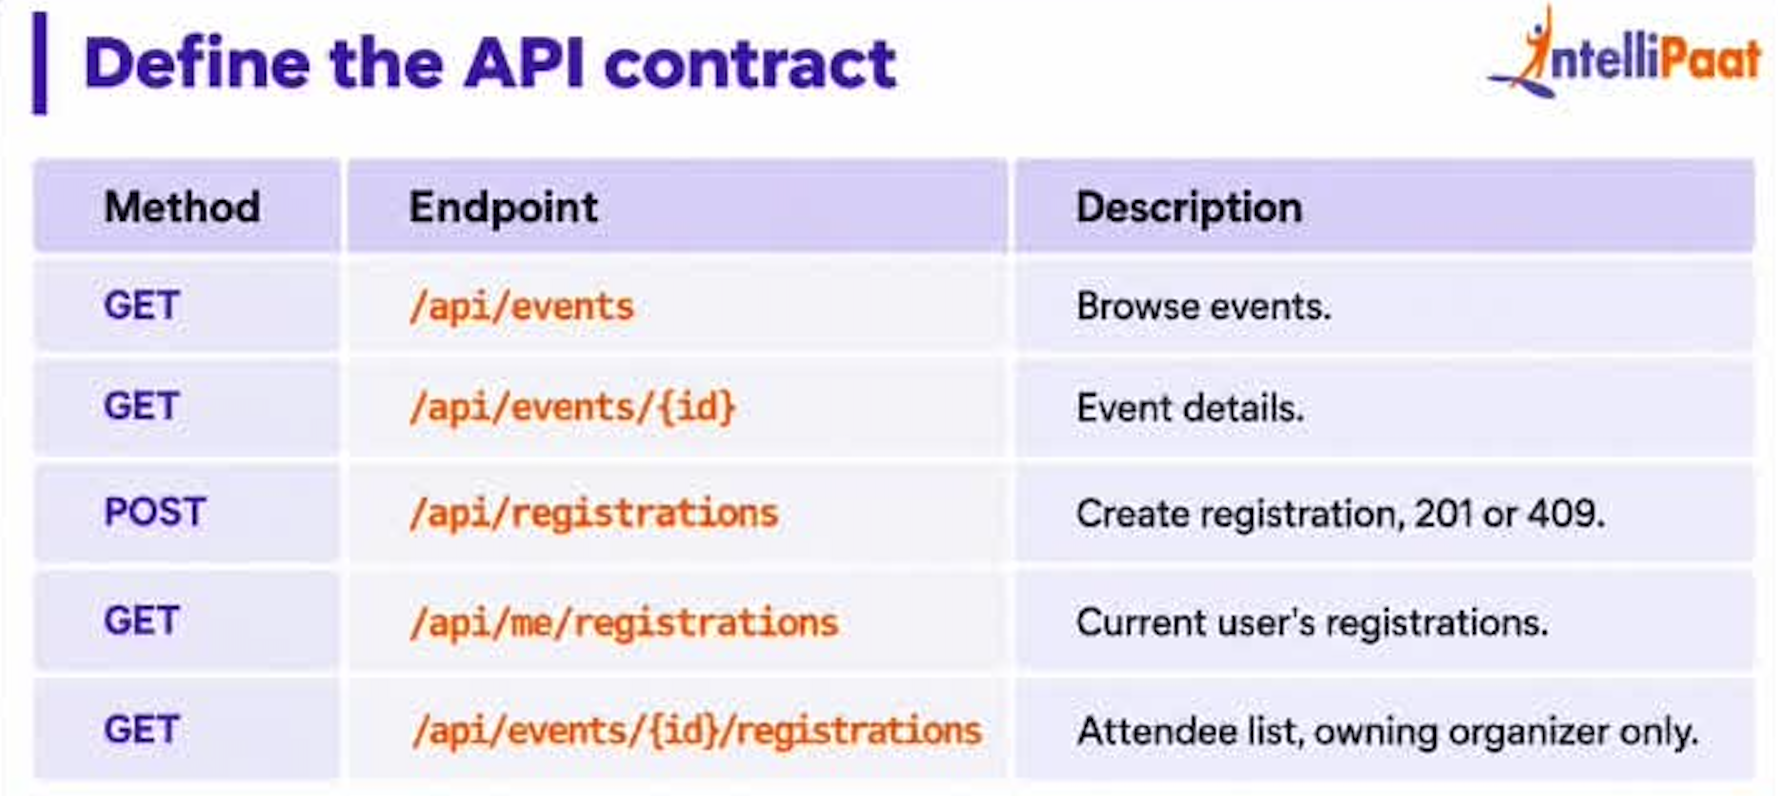 Define the API contract
IntelliPaat
Method Endpoint Description
GET /api/events Browse events.
GET /api/events/{id} Event details.
POST /api/registrations Create registration, 201 or 409.
GET /api/me/registrations Current user's registrations.
GET /api/events/{id}/registrations Attendee list, owning organizer only.